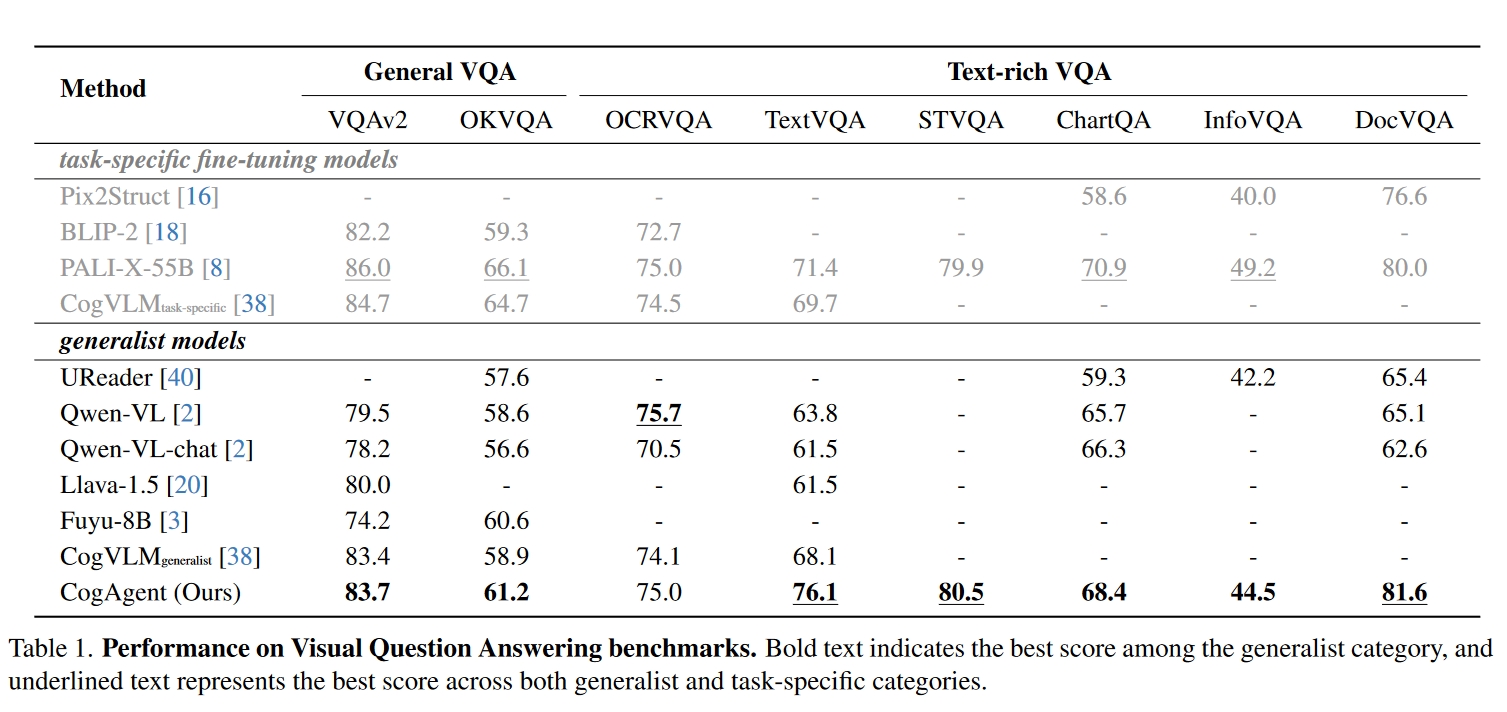 Method General VQA Text-rich VQA
VQAv2 OKVQA OCRVQA TextVQA STVQA ChartQA InfoVQA DocVQA
task-specific fine-tuning models
Pix2Struct [16] - - - - - 58.6 40.0 76.6
BLIP-2 [18] 82.2 59.3 72.7 - - - - -
PALI-X-55B [8] 86.0 66.1 75.0 71.4 79.9 70.9 49.2 80.0
CogVLMtask-specific [38] 84.7 64.7 74.5 69.7 - - - -
generalist models
UReader [40] - 57.6 - - - 59.3 42.2 65.4
Qwen-VL [2] 79.5 58.6 75.7 63.8 - 65.7 - 65.1
Qwen-VL-chat [2] 78.2 56.6 70.5 61.5 - 66.3 - 62.6
Llava-1.5 [20] 80.0 - - 61.5 - - - -
Fuyu-8B [3] 74.2 60.6 - - - - - -
CogVLMgeneralist [38] 83.4 58.9 74.1 68.1 - - - -
CogAgent (Ours) 83.7 61.2 75.0 76.1 80.5 68.4 44.5 81.6
Table 1. Performance on Visual Question Answering benchmarks. Bold text indicates the best score among the generalist category, and
underlined text represents the best score across both generalist and task-specific categories.